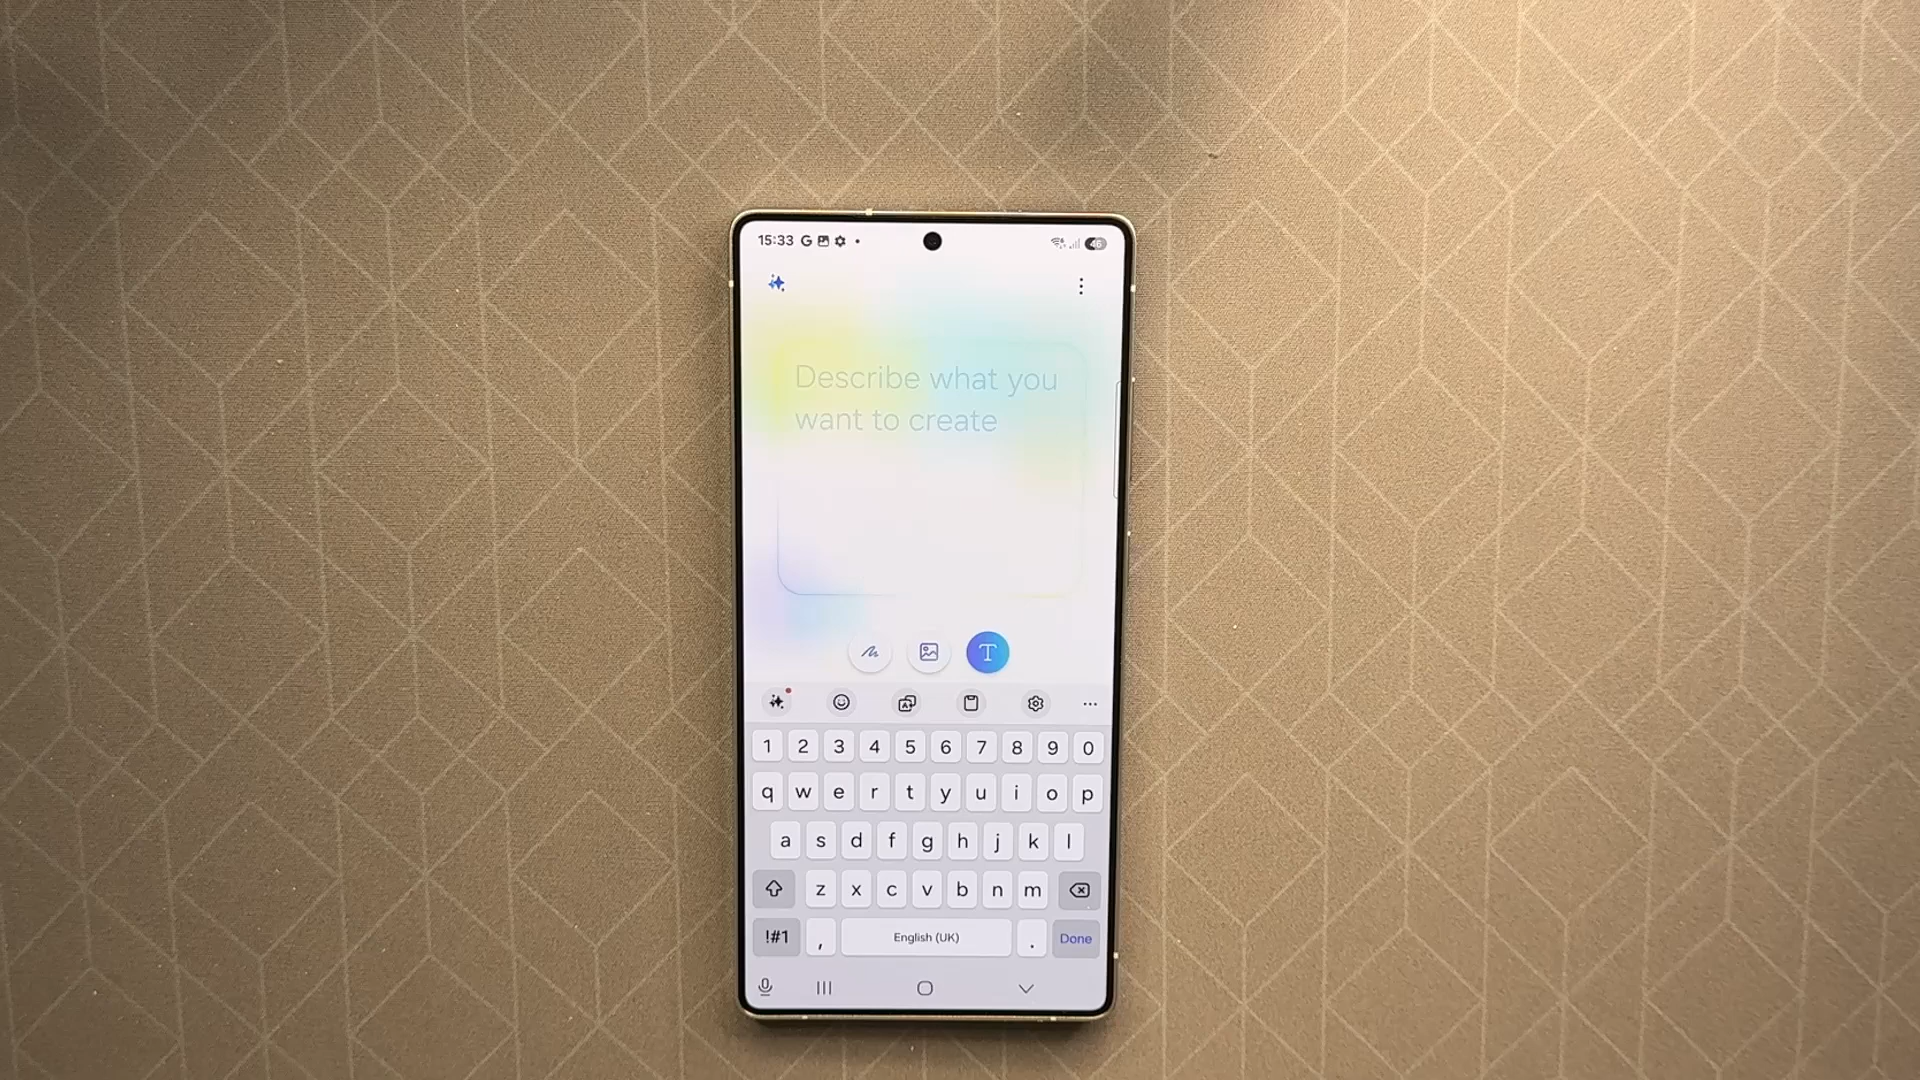 15:33 G 46
Describe what you
want to create
T
1 2 3 4 5 6 7 8 9 0
q w e r t y u i o p
a s d f g h j k l
z x c v b n m
!#1 , English (UK) . Done